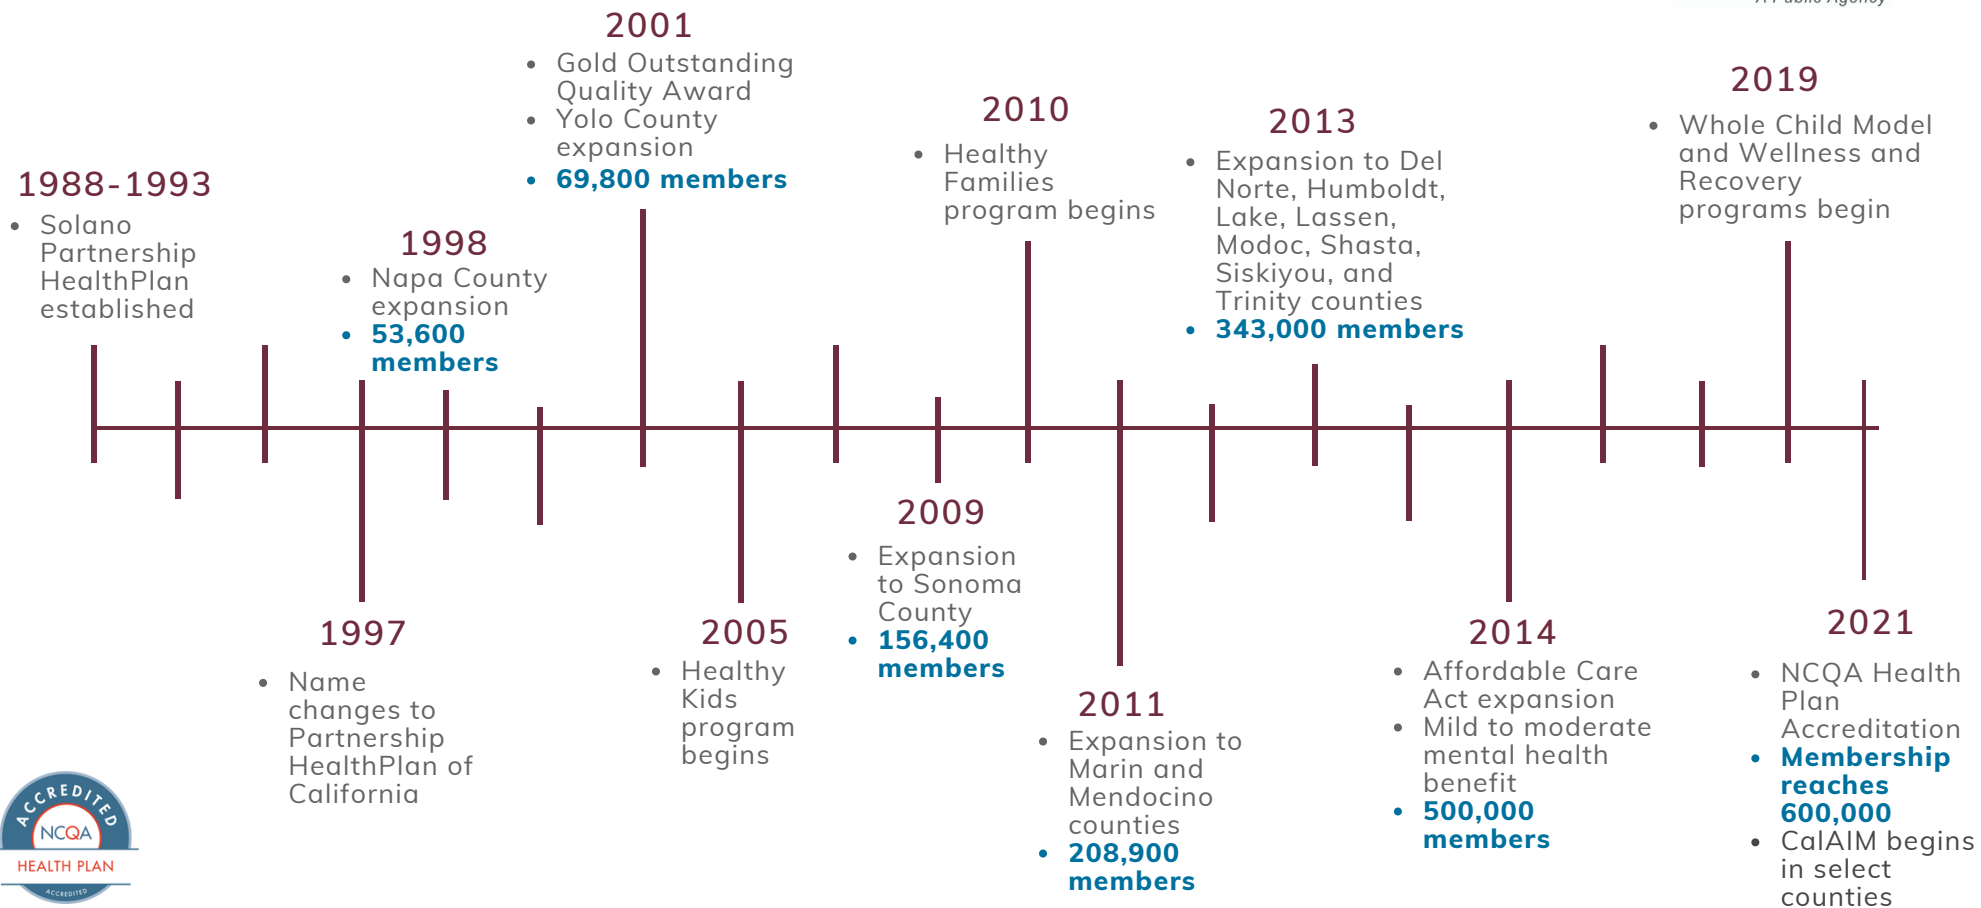 A Public Agency
1988-1993
• Solano
Partnership
HealthPlan
established
1998
• Napa County
expansion
• 53,600
members
2001
• Gold Outstanding
Quality Award
• Yolo County
expansion
• 69,800 members
2010
• Healthy
Families
program begins
2013
• Expansion to Del
Norte, Humboldt,
Lake, Lassen,
Modoc, Shasta,
Siskiyou, and
Trinity counties
• 343,000 members
2019
• Whole Child Model
and Wellness and
Recovery
programs begin
1997
• Name
changes to
Partnership
HealthPlan of
California
2005
• Healthy
Kids
program
begins
2009
• Expansion
to Sonoma
County
• 156,400
members
2011
• Expansion to
Marin and
Mendocino
counties
• 208,900
members
2014
• Affordable Care
Act expansion
• Mild to moderate
mental health
benefit
• 500,000
members
2021
• NCQA Health
Plan
Accreditation
• Membership
reaches
600,000
• CalAIM begins
in select
counties
ACCREDITED
NCQA
HEALTH PLAN
ACCREDITED